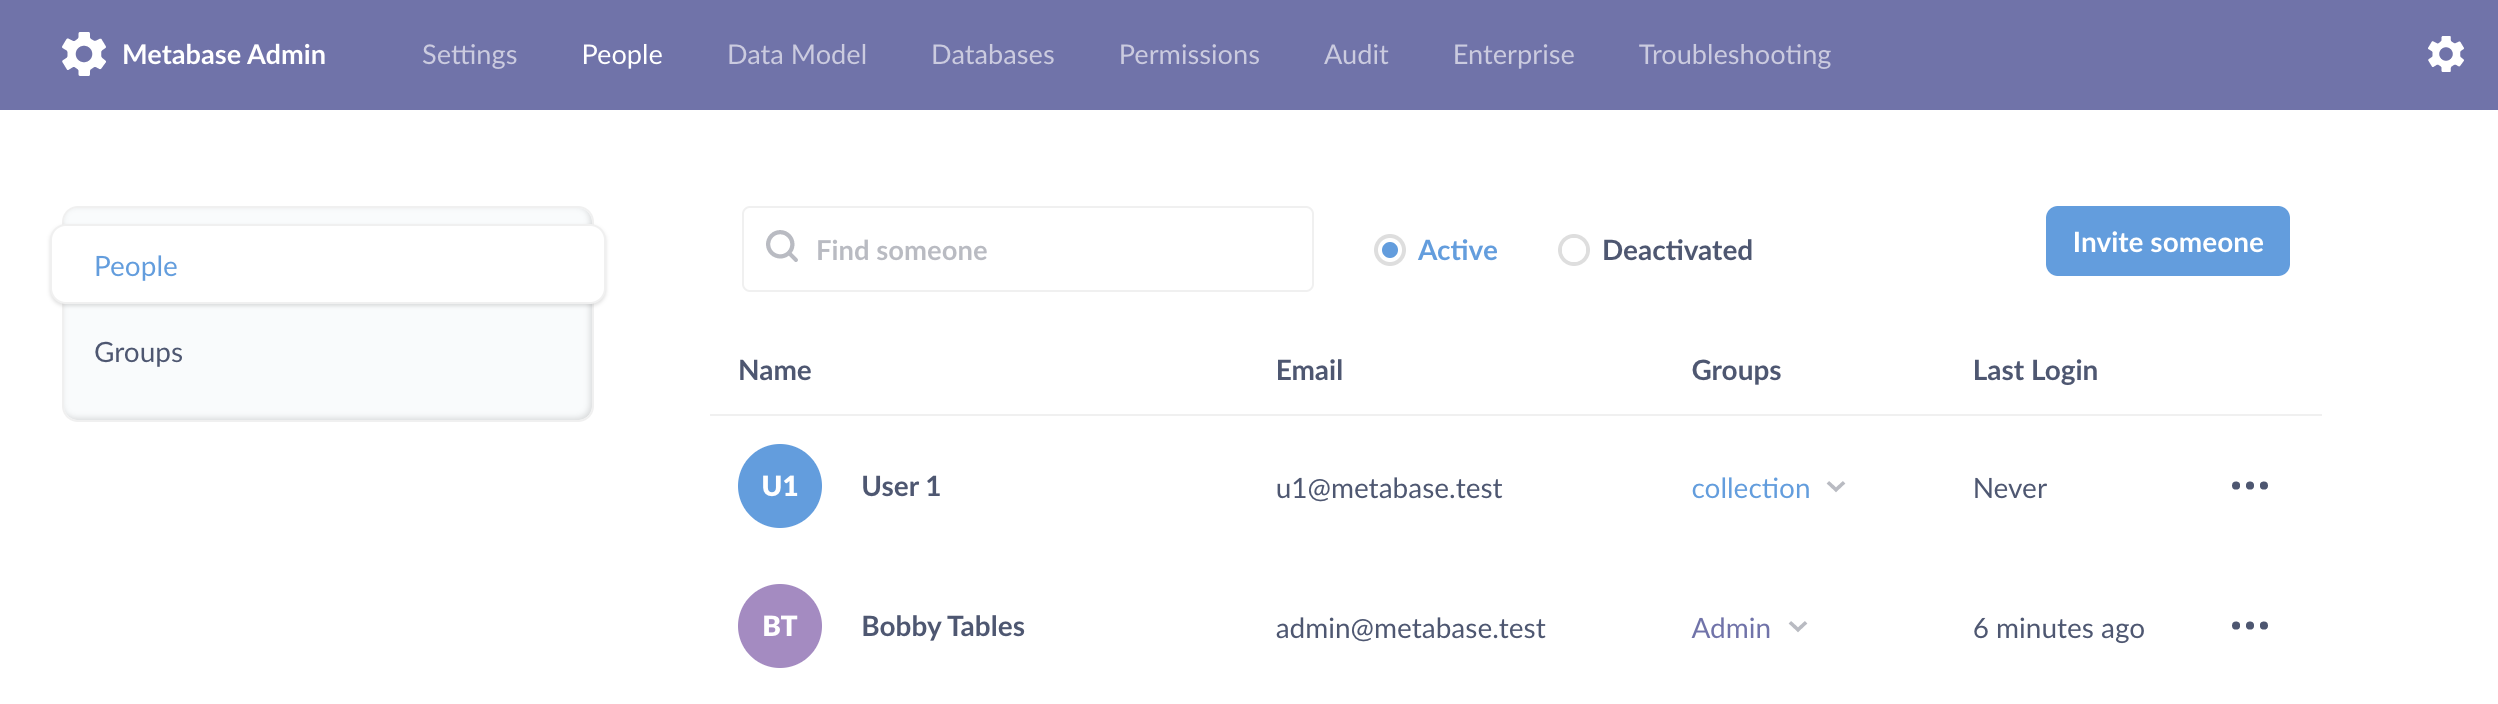 Metabase Admin Settings People Data Model Databases Permissions Audit Enterprise Troubleshooting
People
Groups
Find someone Active Deactivated Invite someone
Name Email Groups Last Login
U1 User 1 u1@metabase.test collection Never
BT Bobby Tables admin@metabase.test Admin 6 minutes ago